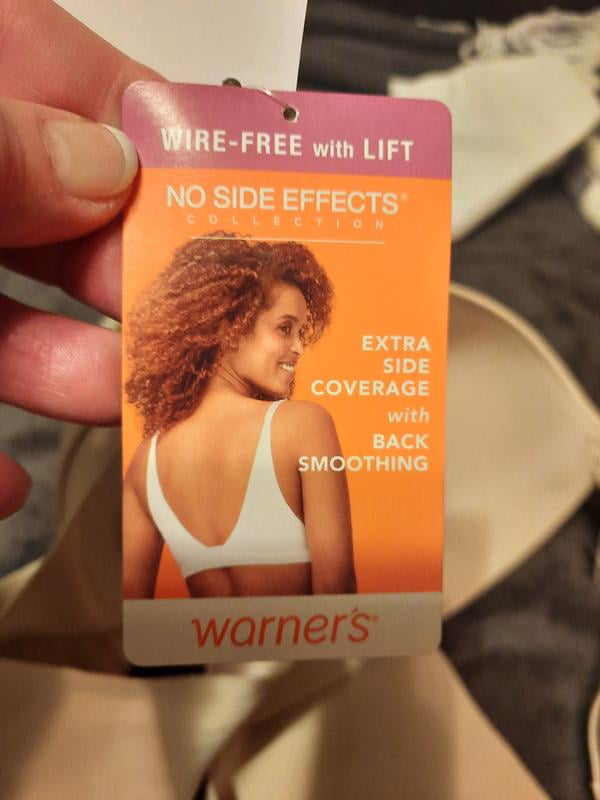 WIRE-FREE with LIFT
NO SIDE EFFECTS®
COLLECTION
EXTRA
SIDE
COVERAGE
with
BACK
SMOOTHING
warner's®